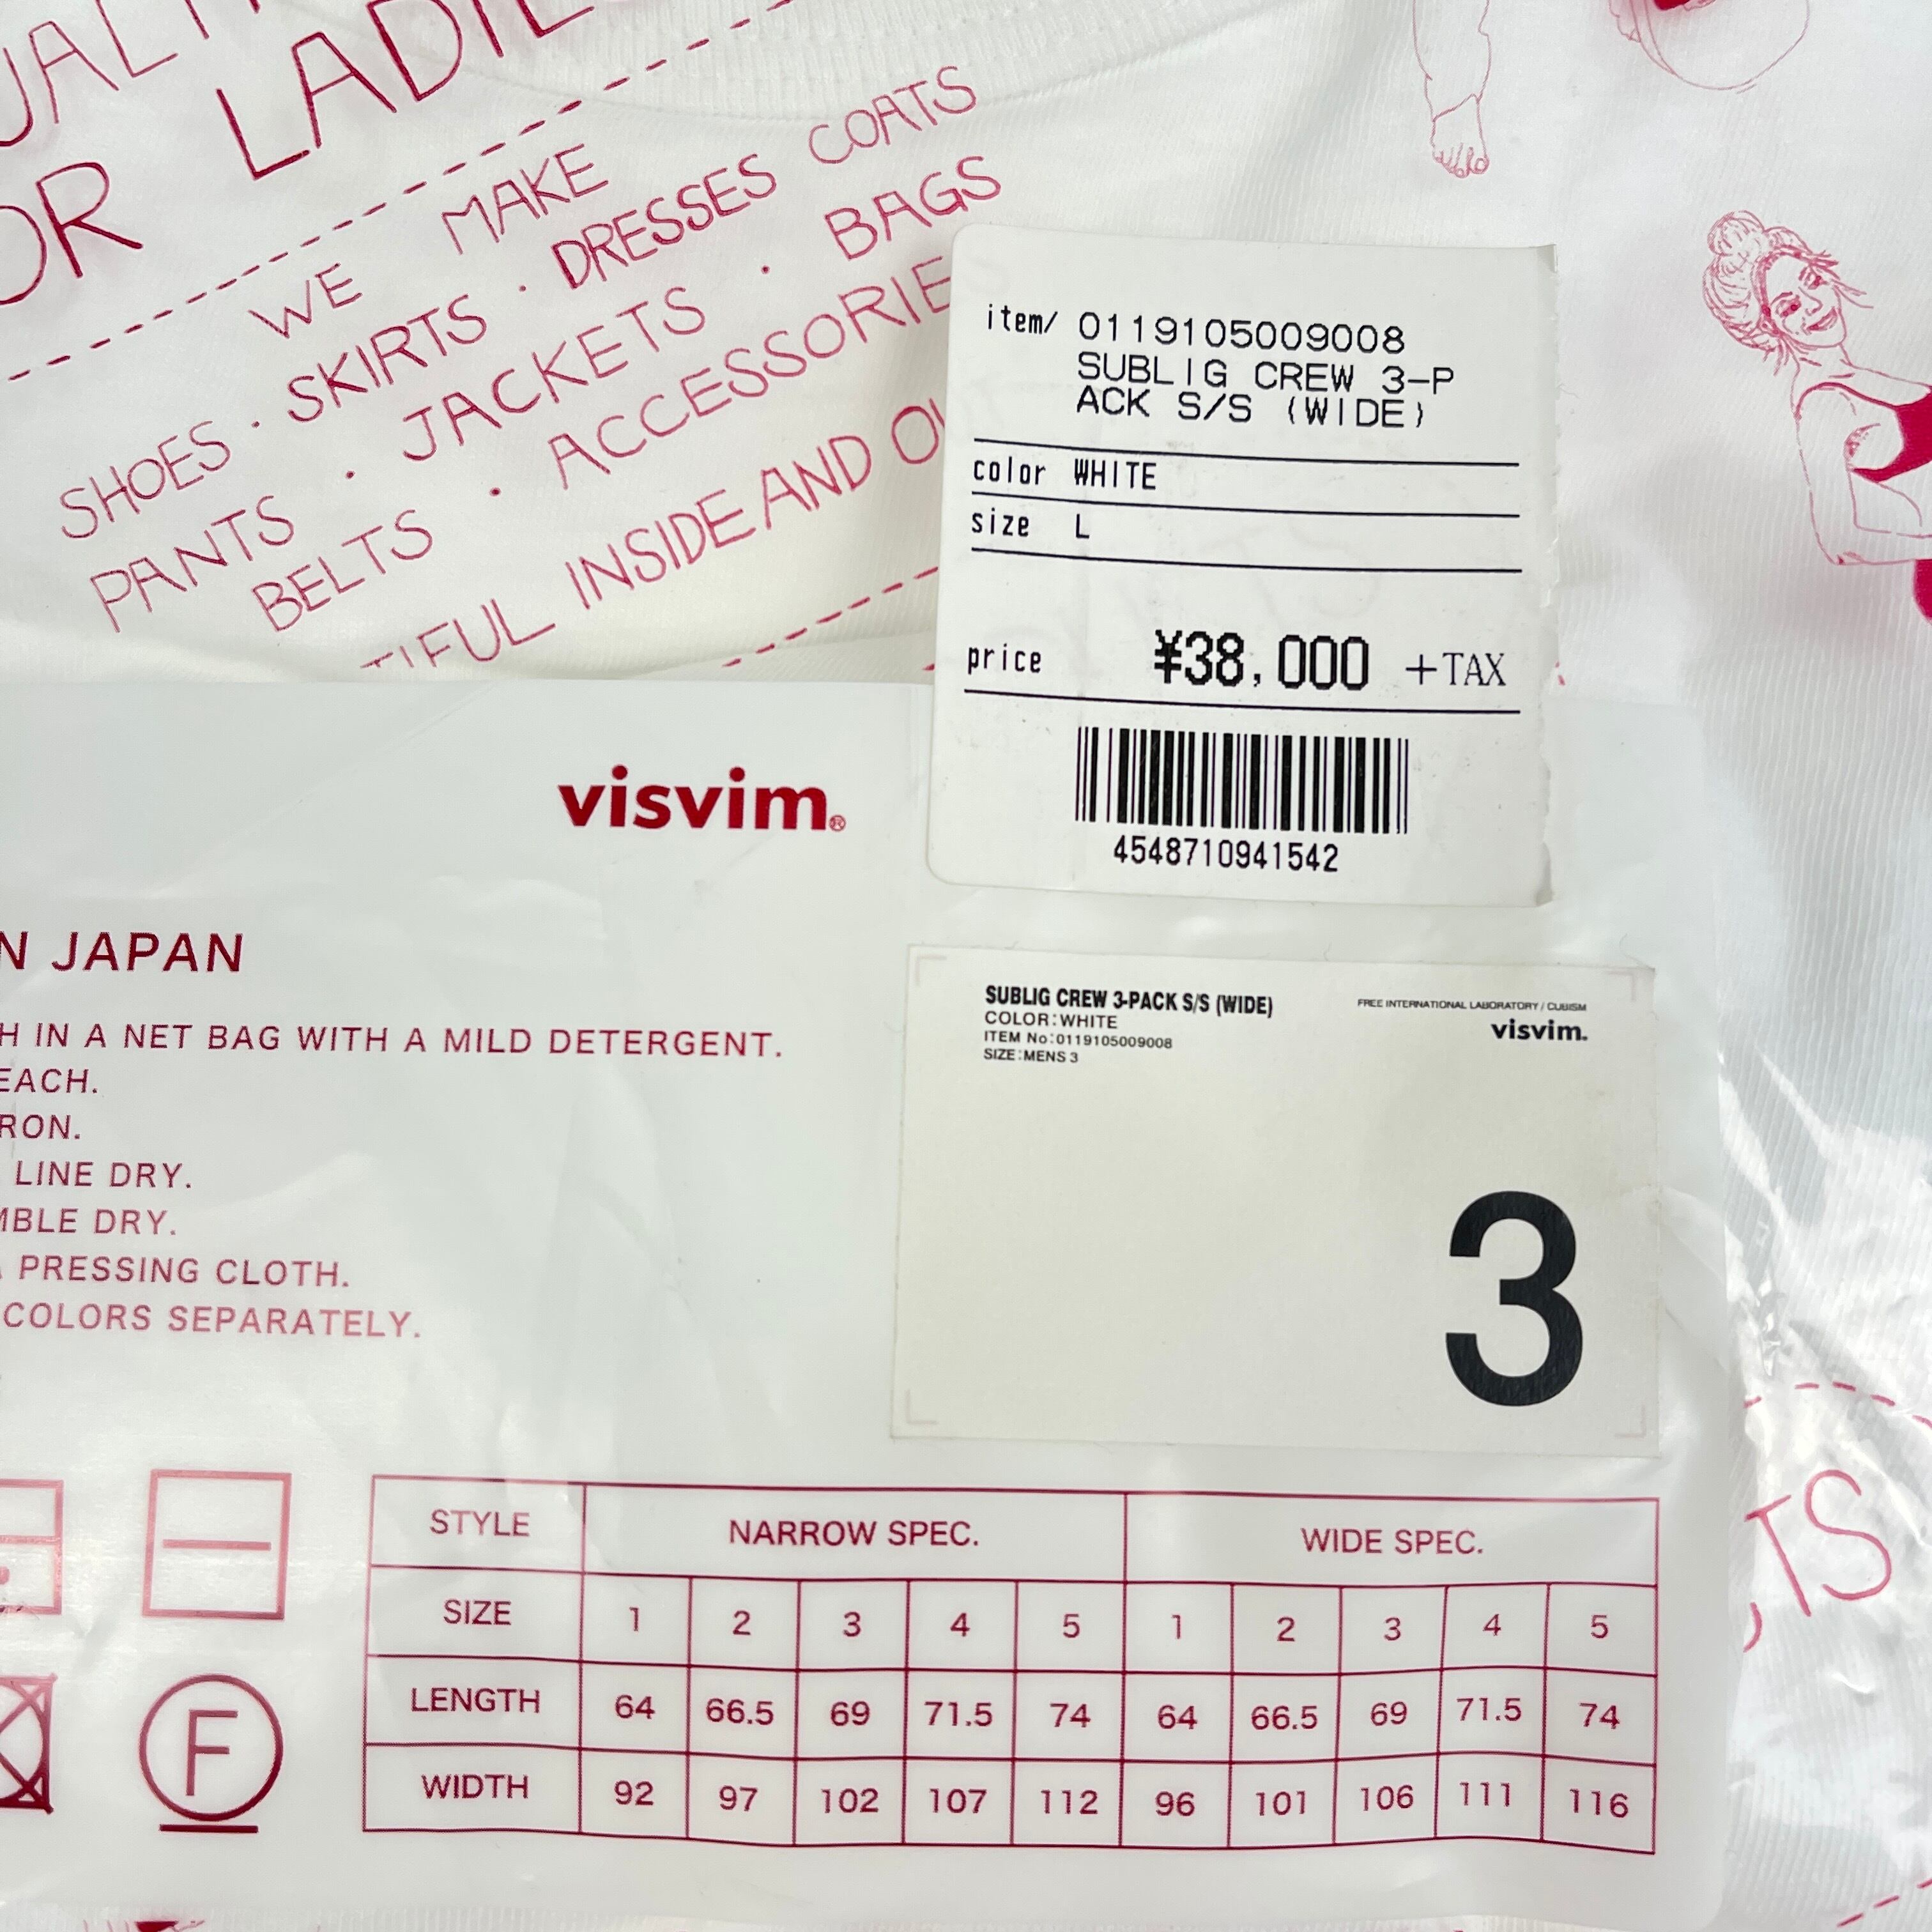 LADIE
OR
WE MAKE
SHOES · SKIRTS · DRESSES COATS
PANTS · JACKETS · BAGS
BELTS · ACCESSORIE
TIFUL INSIDE AND OU
item/ 0119105009008
SUBLIG CREW 3-P
ACK S/S (WIDE)
color WHITE
size L
price ¥38,000 +TAX
4548710941542
visvim®
N JAPAN
H IN A NET BAG WITH A MILD DETERGENT.
EACH.
RON.
LINE DRY.
MBLE DRY.
PRESSING CLOTH.
COLORS SEPARATELY.
SUBLIG CREW 3-PACK S/S (WIDE)
COLOR:WHITE
ITEM No:0119105009008
SIZE:MENS 3
FREE INTERNATIONAL LABORATORY / CUBISM
visvim.
3
F
STYLE NARROW SPEC. WIDE SPEC.
SIZE 1 2 3 4 5 1 2 3 4 5
LENGTH 64 66.5 69 71.5 74 64 66.5 69 71.5 74
WIDTH 92 97 102 107 112 96 101 106 111 116
TS